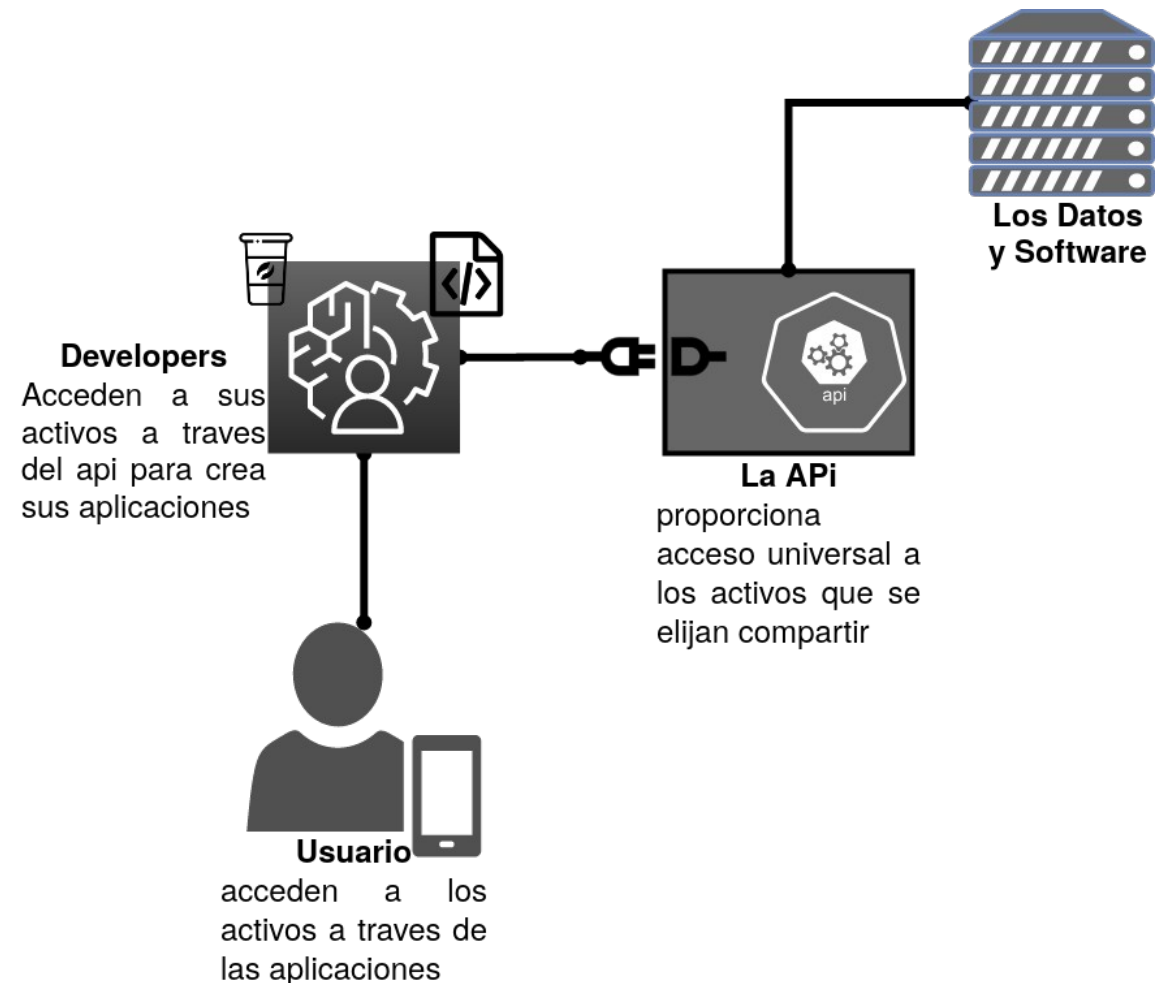 Los Datos
y Software
</>
api
Developers
Acceden a sus
activos a traves
del api para crea
sus aplicaciones
La APi
proporciona
acceso universal a
los activos que se
elijan compartir
Usuario
acceden a los
activos a traves de
las aplicaciones